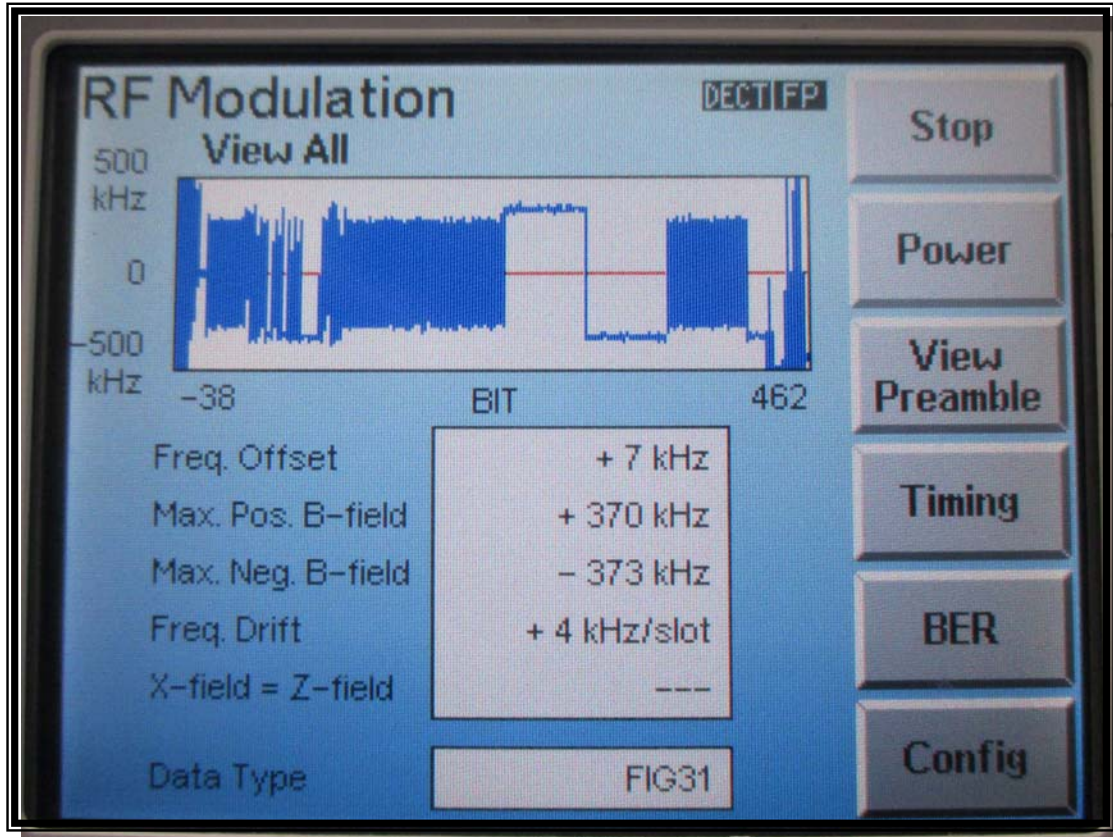 RF Modulation
DECT FP
View All
500
kHz
0
-500
kHz
-38
BIT
462
Freq. Offset
+ 7 kHz
Max. Pos. B-field
+ 370 kHz
Max. Neg. B-field
- 373 kHz
Freq. Drift
+ 4 kHz/slot
X-field = Z-field
---
Data Type
FIG31
Stop
Power
View
Preamble
Timing
BER
Config